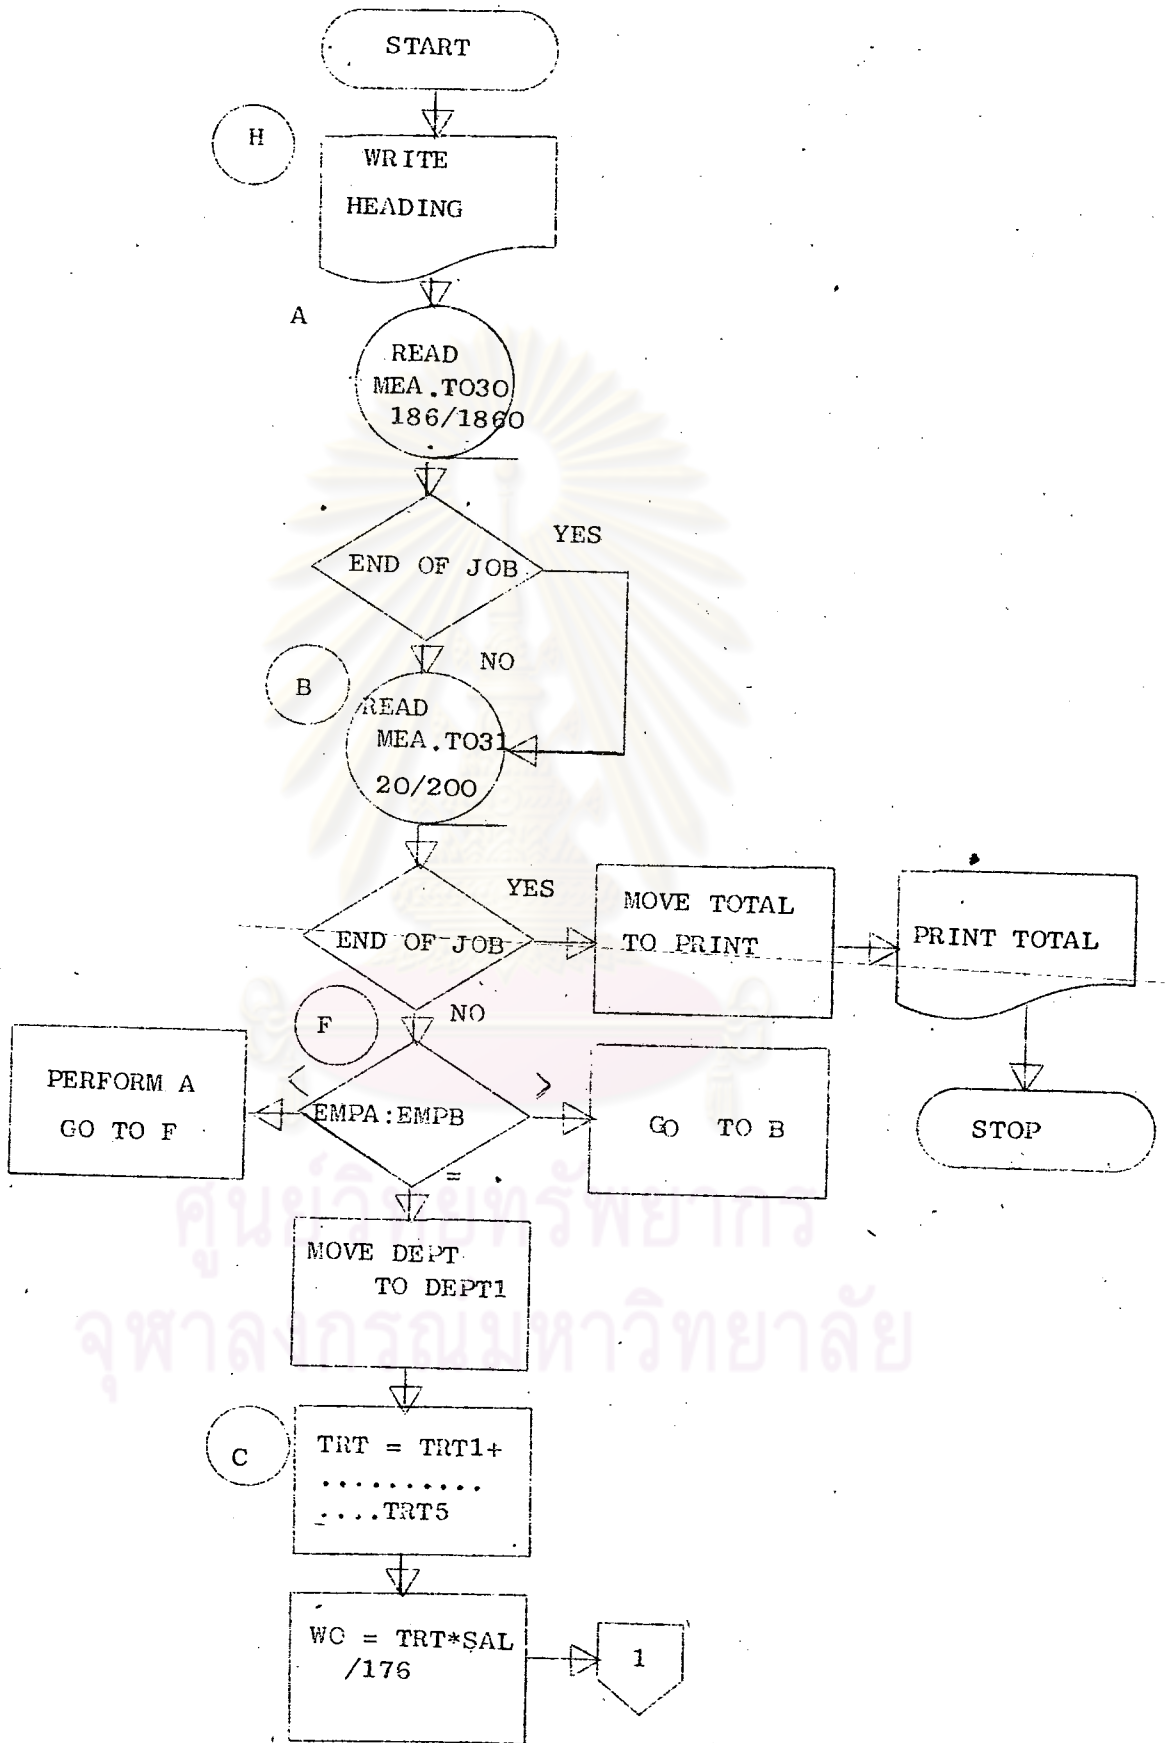 START
H
WRITE
HEADING
A
READ
MEA.TO30
186/1860
YES
END OF JOB
NO
B
READ
MEA.TO31
20/200
YES
MOVE TOTAL
TO PRINT
PRINT TOTAL
END OF JOB
NO
F
PERFORM A
GO TO F
<
EMPA:EMPB
>
GO TO B
STOP
=
ศูนย์วิทยทรัพยากร
MOVE DEPT
TO DEPT1
จุฬาลงกรณ์มหาวิทยาลัย
C
TRT = TRT1+
..........
....TRT5
WO = TRT*SAL
/176
1